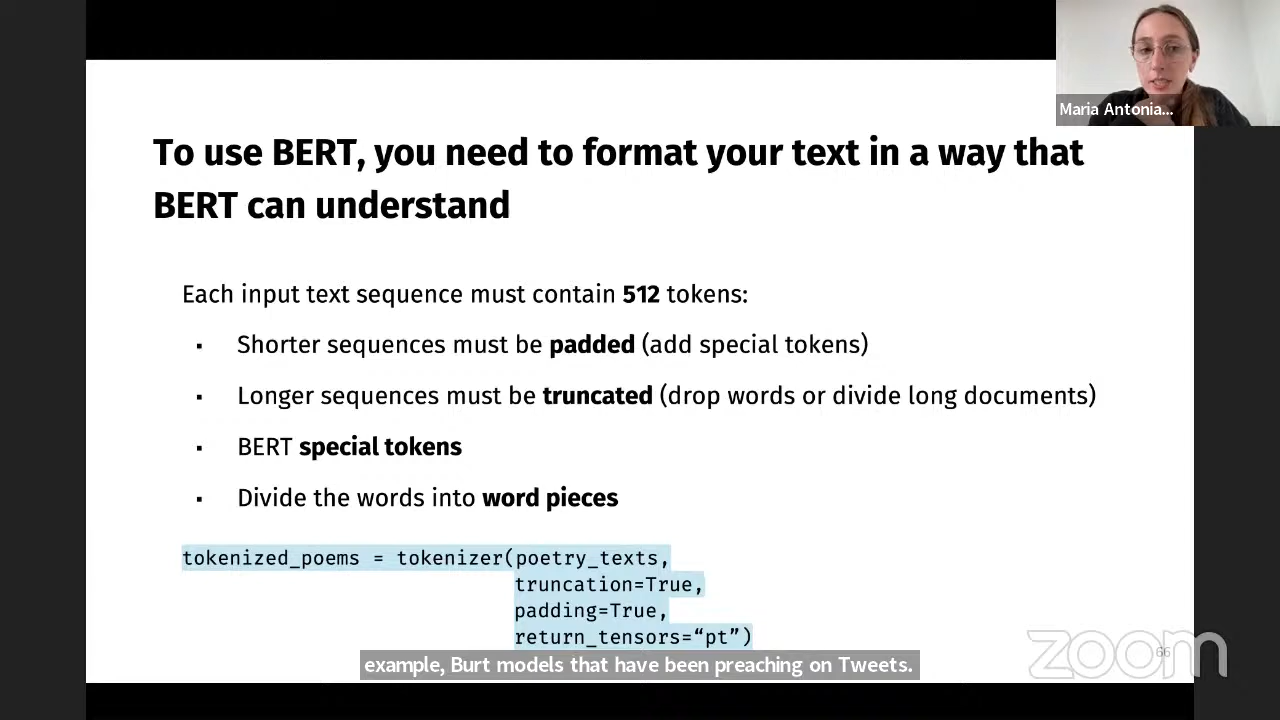 Maria Antonia...
To use BERT, you need to format your text in a way that
BERT can understand
Each input text sequence must contain 512 tokens:
▪ Shorter sequences must be padded (add special tokens)
▪ Longer sequences must be truncated (drop words or divide long documents)
▪ BERT special tokens
▪ Divide the words into word pieces
tokenized_poems = tokenizer(poetry_texts,
truncation=True,
padding=True,
return_tensors=“pt”)
example, Burt models that have been preaching on Tweets.
zoom
66